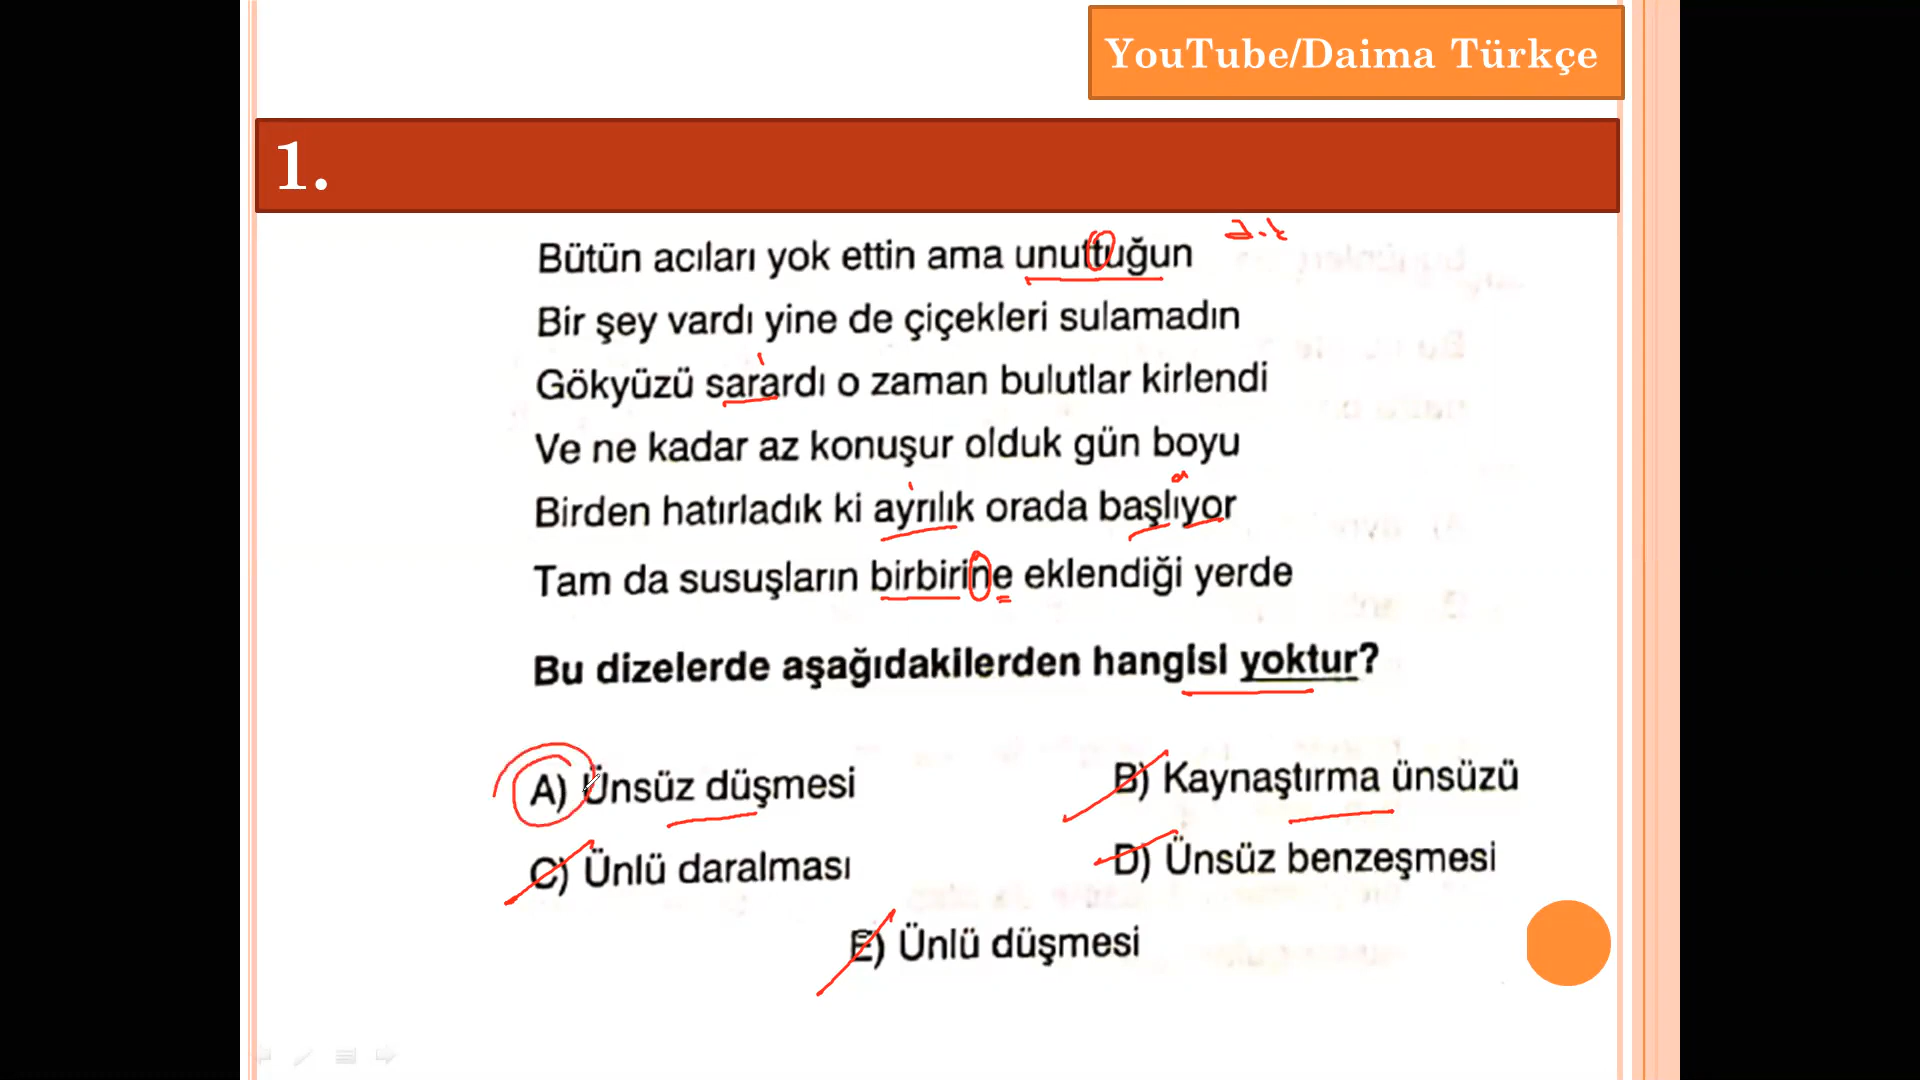 YouTube/Daima Türkçe
1.
Bütün acıları yok ettin ama unuttuğun
Bir şey vardı yine de çiçekleri sulamadın
Gökyüzü sarardı o zaman bulutlar kirlendi
Ve ne kadar az konuşur olduk gün boyu
Birden hatırladık ki ayrılık orada başlıyor
Tam da susuşların birbirine eklendiği yerde
Bu dizelerde aşağıdakilerden hangisi yoktur?
A) Ünsüz düşmesi
B) Kaynaştırma ünsüzü
C) Ünlü daralması
D) Ünsüz benzeşmesi
E) Ünlü düşmesi